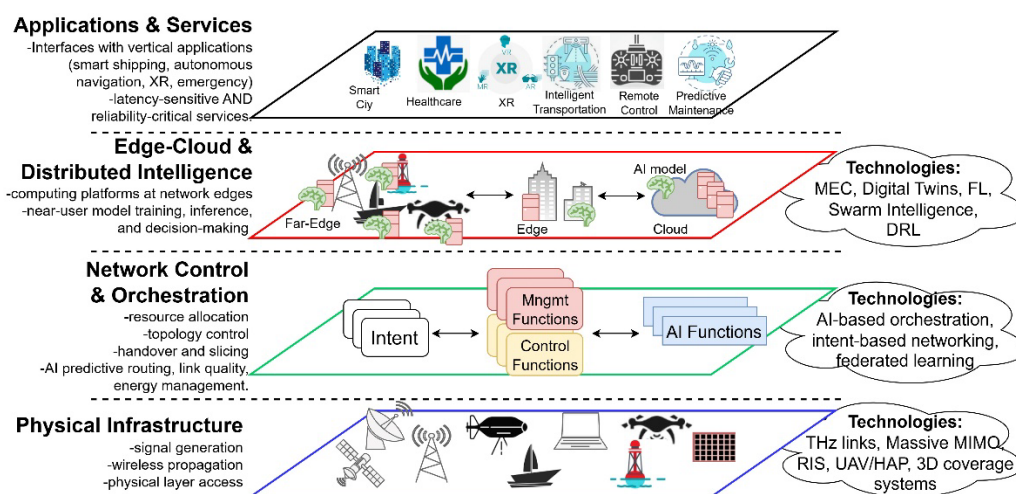 Applications & Services
-Interfaces with vertical applications
(smart shipping, autonomous
navigation, XR, emergency)
-latency-sensitive AND
reliability-critical services
Smart
Ciy
Healthcare
VR
XR
MR
AR
XR
Intelligent
Transportation
Remote
Control
Predictive
Maintenance
Edge-Cloud &
Distributed Intelligence
-computing platforms at network edges
-near-user model training, inference,
and decision-making
Far-Edge
Edge
AI model
Cloud
Technologies:
MEC, Digital Twins, FL,
Swarm Intelligence,
DRL
Network Control
& Orchestration
-resource allocation
-topology control
-handover and slicing
-AI predictive routing, link quality,
energy management.
Intent
Mngmt
Functions
Control
Functions
AI Functions
Technologies:
AI-based orchestration,
intent-based networking,
federated learning
Physical Infrastructure
-signal generation
-wireless propagation
-physical layer access
Technologies:
THz links, Massive MIMO,
RIS, UAV/HAP, 3D coverage
systems